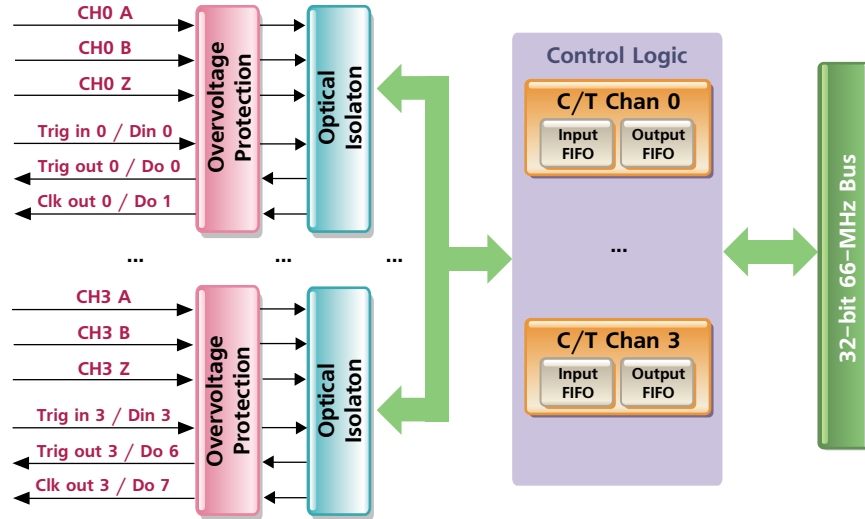 CH0 A
CH0 B
CH0 Z
Trig in 0 / Din 0
Trig out 0 / Do 0
Clk out 0 / Do 1
Overvoltage
Protection
Optical
Isolaton
...
...
...
CH3 A
CH3 B
CH3 Z
Trig in 3 / Din 3
Trig out 3 / Do 6
Clk out 3 / Do 7
Overvoltage
Protection
Optical
Isolaton
Control Logic
C/T Chan 0
Input
FIFO
Output
FIFO
...
C/T Chan 3
Input
FIFO
Output
FIFO
32-bit 66-MHz Bus